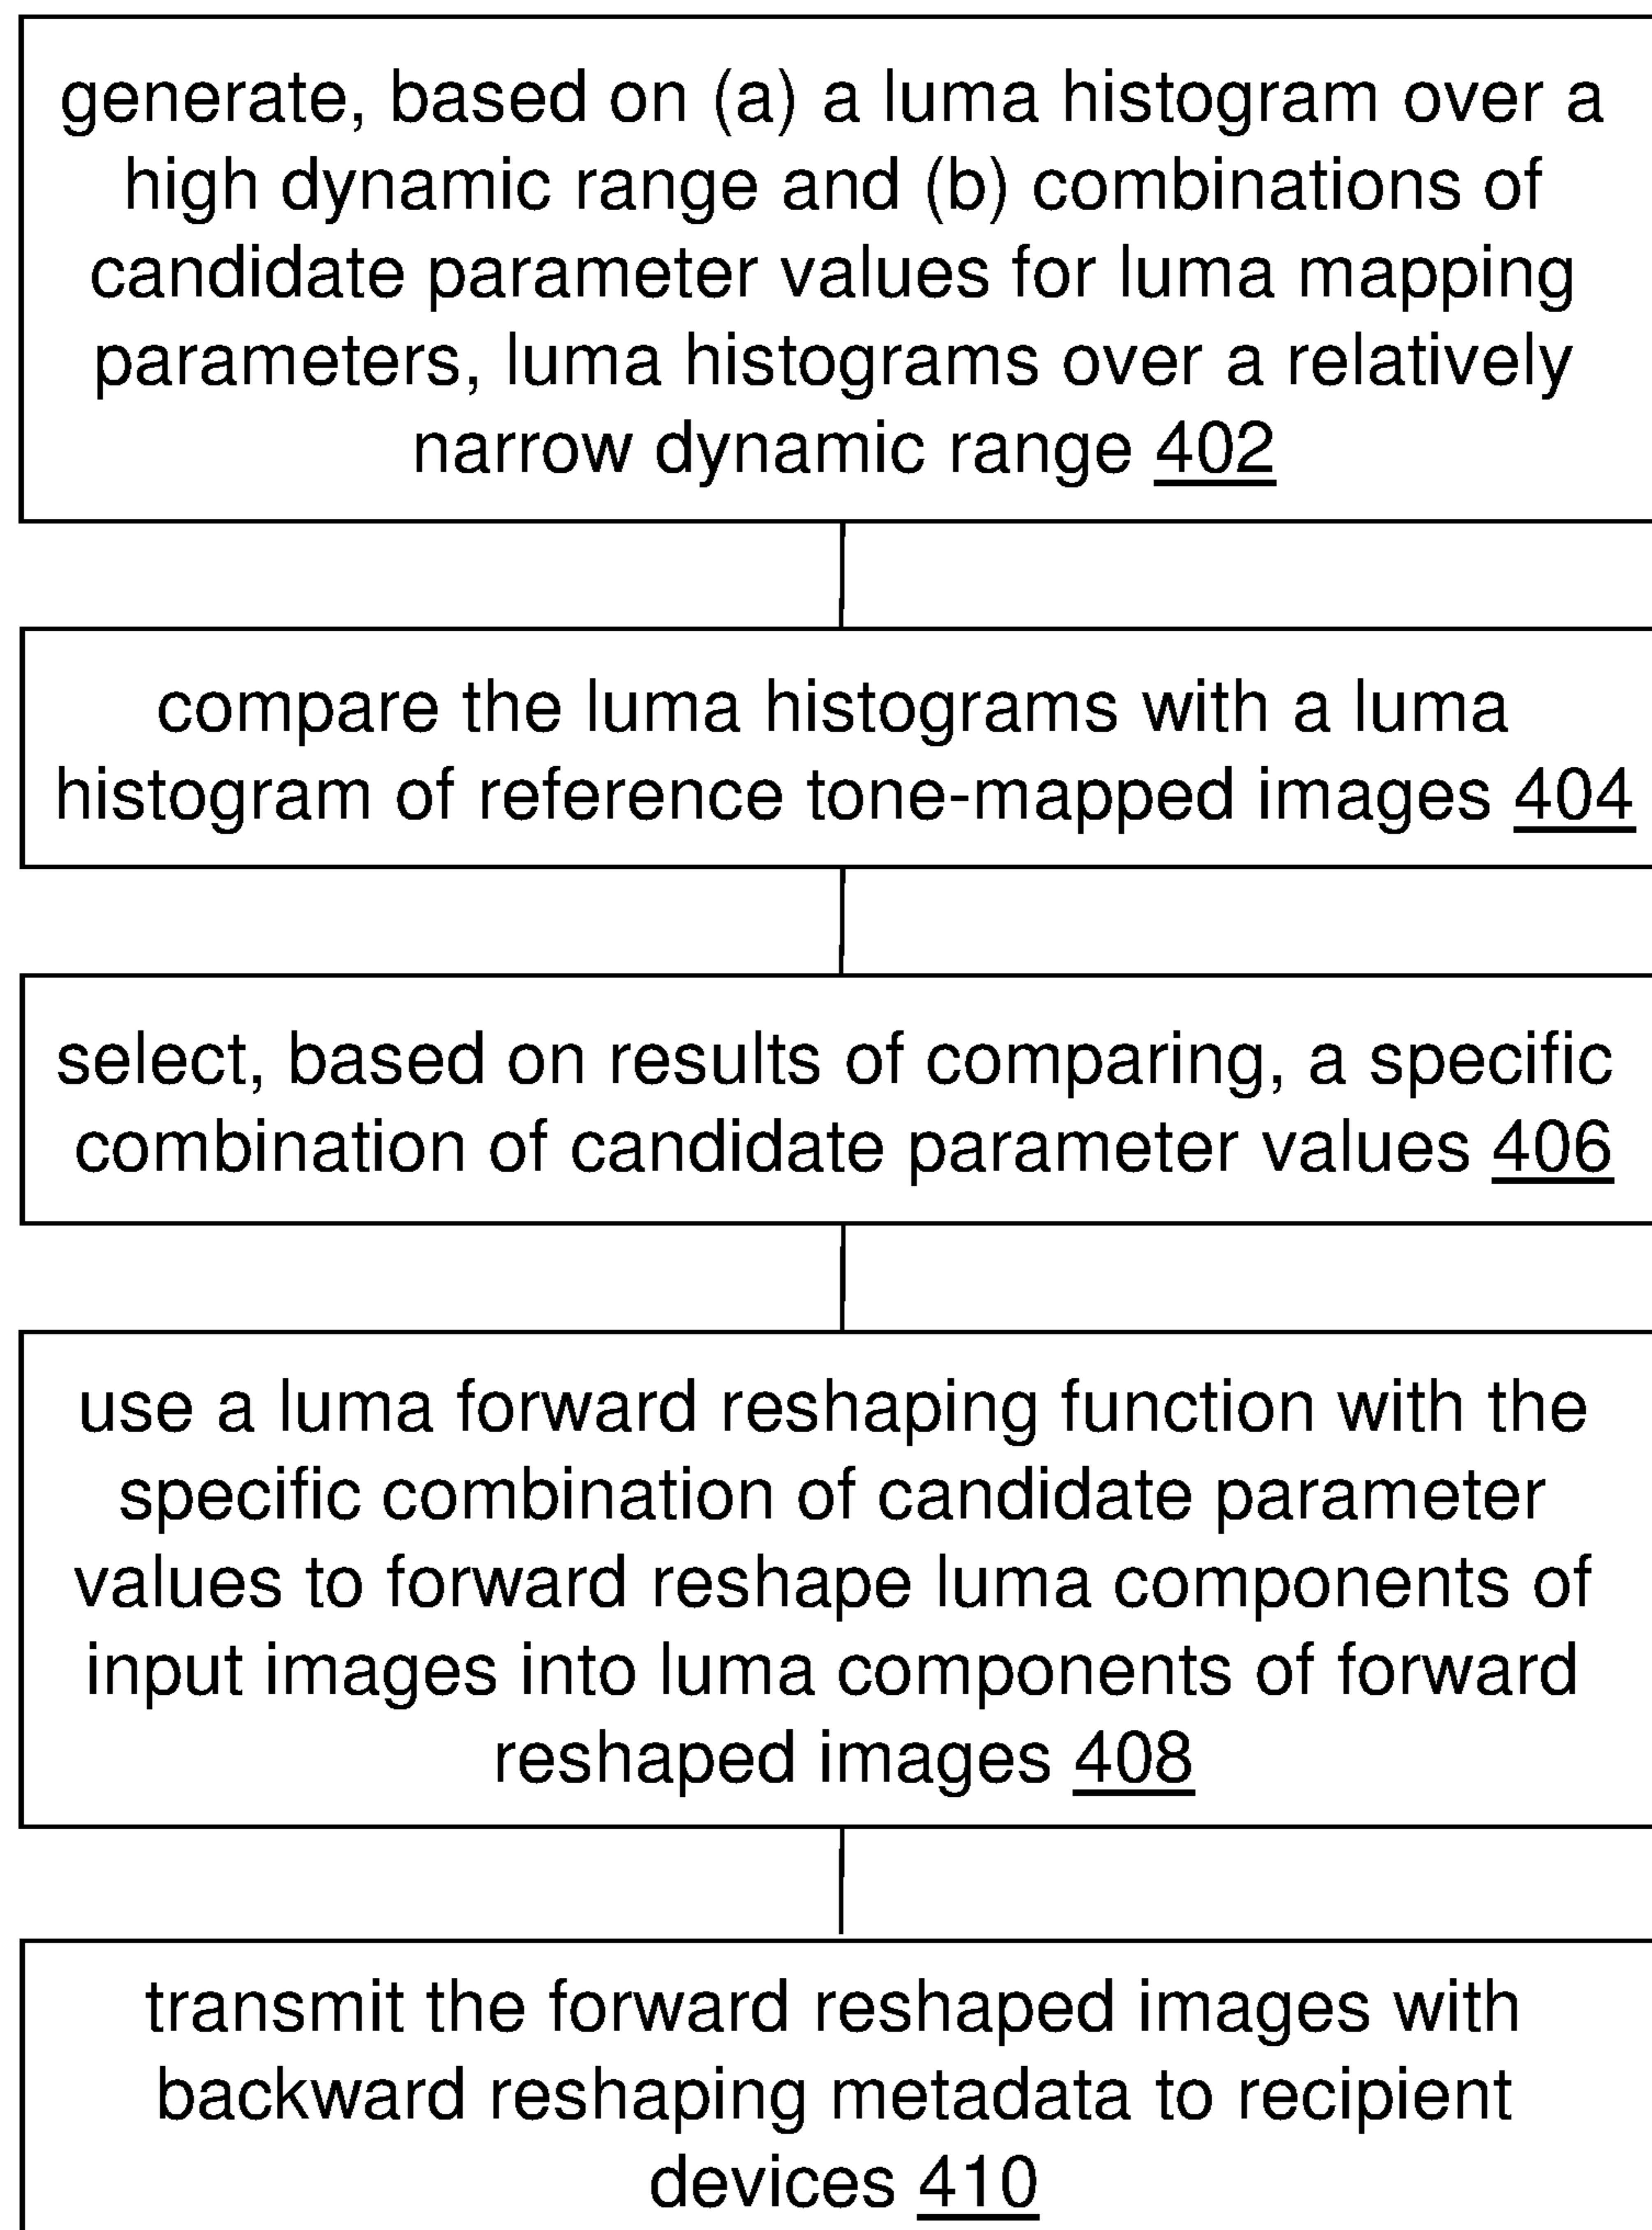 generate, based on (a) a luma histogram over a
high dynamic range and (b) combinations of
candidate parameter values for luma mapping
parameters, luma histograms over a relatively
narrow dynamic range 402
compare the luma histograms with a luma
histogram of reference tone-mapped images 404
select, based on results of comparing, a specific
combination of candidate parameter values 406
use a luma forward reshaping function with the
specific combination of candidate parameter
values to forward reshape luma components of
input images into luma components of forward
reshaped images 408
transmit the forward reshaped images with
backward reshaping metadata to recipient
devices 410